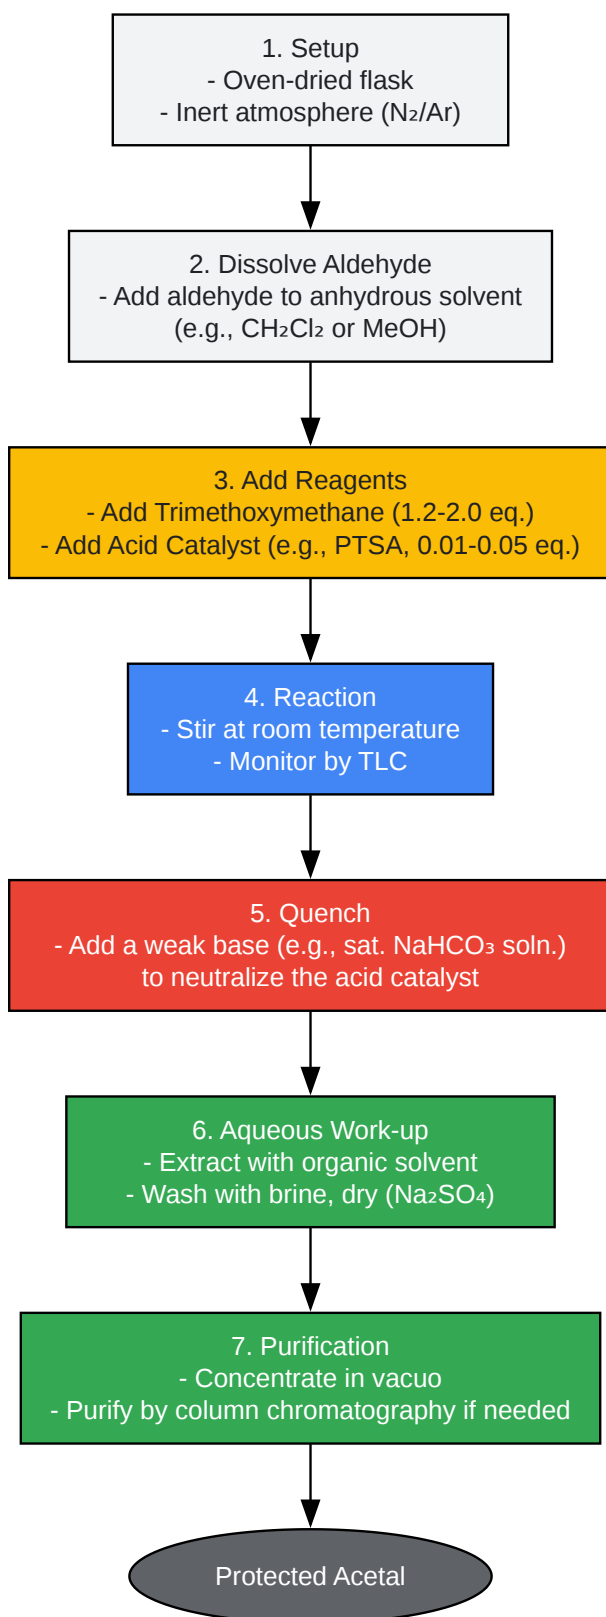 1. Setup
- Oven-dried flask
- Inert atmosphere (N₂/Ar)
2. Dissolve Aldehyde
- Add aldehyde to anhydrous solvent
(e.g., CH₂Cl₂ or MeOH)
3. Add Reagents
- Add Trimethoxymethane (1.2-2.0 eq.)
- Add Acid Catalyst (e.g., PTSA, 0.01-0.05 eq.)
4. Reaction
- Stir at room temperature
- Monitor by TLC
5. Quench
- Add a weak base (e.g., sat. NaHCO₃ soln.)
to neutralize the acid catalyst
6. Aqueous Work-up
- Extract with organic solvent
- Wash with brine, dry (Na₂SO₄)
7. Purification
- Concentrate in vacuo
- Purify by column chromatography if needed
Protected Acetal